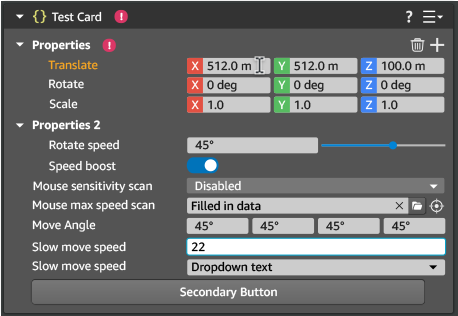 {} Test Card ! ?
Properties !
Translate X 512.0 m Y 512.0 m Z 100.0 m
Rotate X 0 deg Y 0 deg Z 0 deg
Scale X 1.0 Y 1.0 Z 1.0
Properties 2
Rotate speed 45°
Speed boost
Mouse sensitivity scan Disabled
Mouse max speed scan Filled in data
Move Angle 45° 45° 45° 45°
Slow move speed 22
Slow move speed Dropdown text
Secondary Button